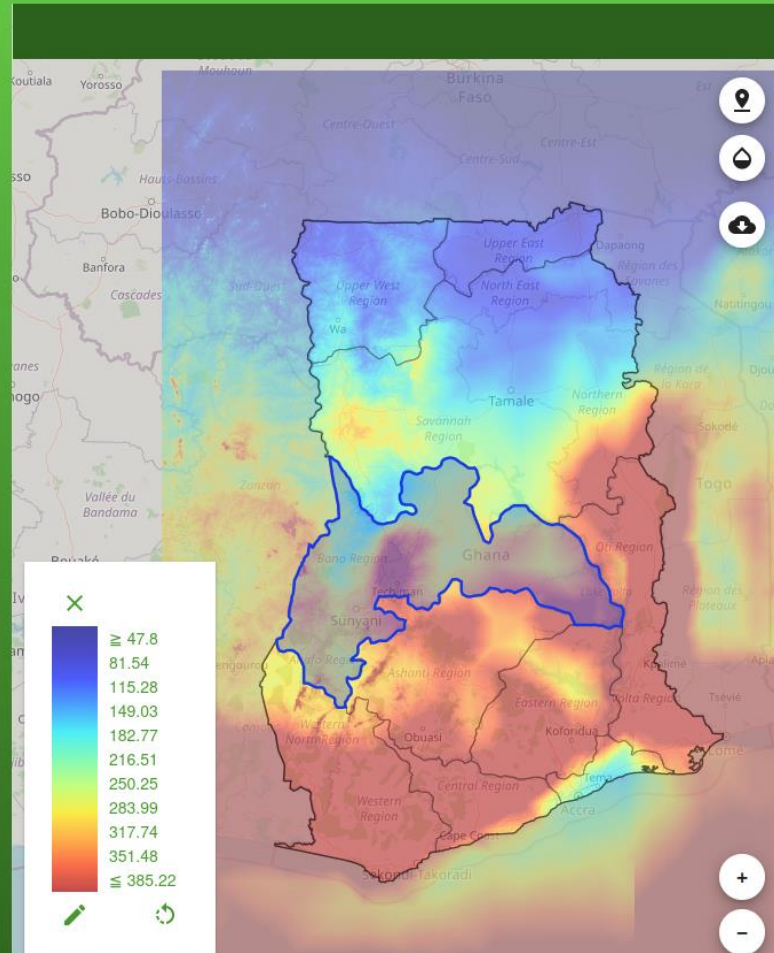 Koutiala
Yorosso
Mouhoun
Burkina
Faso
Est
Centre-Ouest
Centre-Est
Centre-Sud
sso
Hauts-Bassins
Bobo-Dioulasso
Upper East
Region
Dapaong
Banfora
Région des
Savanes
Cascades
Sud-Ouest
Upper West
Region
North East
Region
Natitingou
Wa
Djou
Région de
la Kara
Northern
Region
Tamale
Savannah
Region
Sokodé
Togo
Vallée du
Bandama
Zanzan
Ghana
Oti Region
Bouaké
Bono Region
Techiman
Région des
Plateaux
Sunyani
Ahafo Region
Ashanti Region
Kpalimé
Eastern Region
Volta Region
Tsévié
Western
North Region
Obuasi
Koforidua
Lomé
Central Region
Tema
Western
Region
Accra
Cape Coast
Sekondi-Takoradi
≧ 47.8
81.54
115.28
149.03
182.77
216.51
250.25
283.99
317.74
351.48
≦ 385.22
+
−